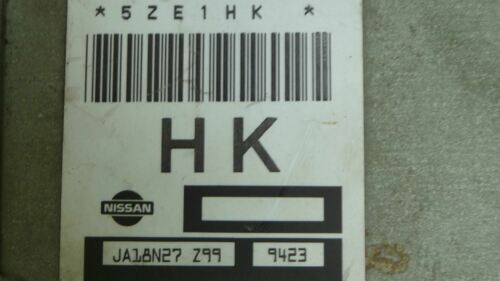 *5ZE1HK *
HK
NISSAN
JA18N27 Z99 9423